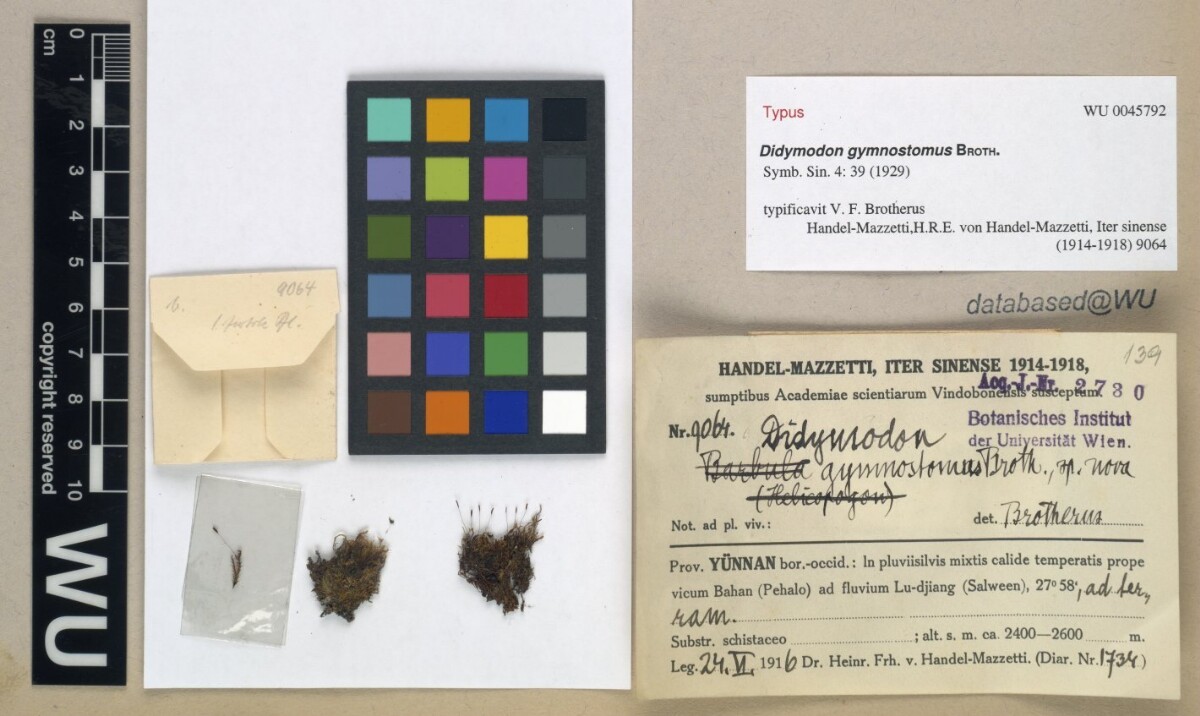 cm
0
1
2
3
4
5
6
7
8
9
10
copyright reserved
WU
9064
Typus WU 0045792
Didymodon gymnostomus BROTH.
Symb. Sin. 4: 39 (1929)
typificavit V. F. Brotherus
Handel-Mazzetti,H.R.E. von Handel-Mazzetti, Iter sinense
(1914-1918) 9064
databased@WU
139
HANDEL-MAZZETTI, ITER SINENSE 1914-1918,
Acq.-J.-Nr. 2730
sumptibus Academiae scientiarum Vindobonensis susceptum.
Botanisches Institut
der Universität Wien.
Nr. 9064. Didymodon
Barbula gymnostomus Broth., sp. nova
(Helicopogon)
Not. ad pl. viv.: det. Brotherus
Prov. YÜNNAN bor.-occid.: In pluviisilvis mixtis calide temperatis prope
vicum Bahan (Pehalo) ad fluvium Lu-djiang (Salween), 27° 58', ad ter-
ram.
Substr. schistaceo ; alt. s. m. ca. 2400—2600 m.
Leg. 24. VI. 1916 Dr. Heinr. Frh. v. Handel-Mazzetti. (Diar. Nr. 1734)